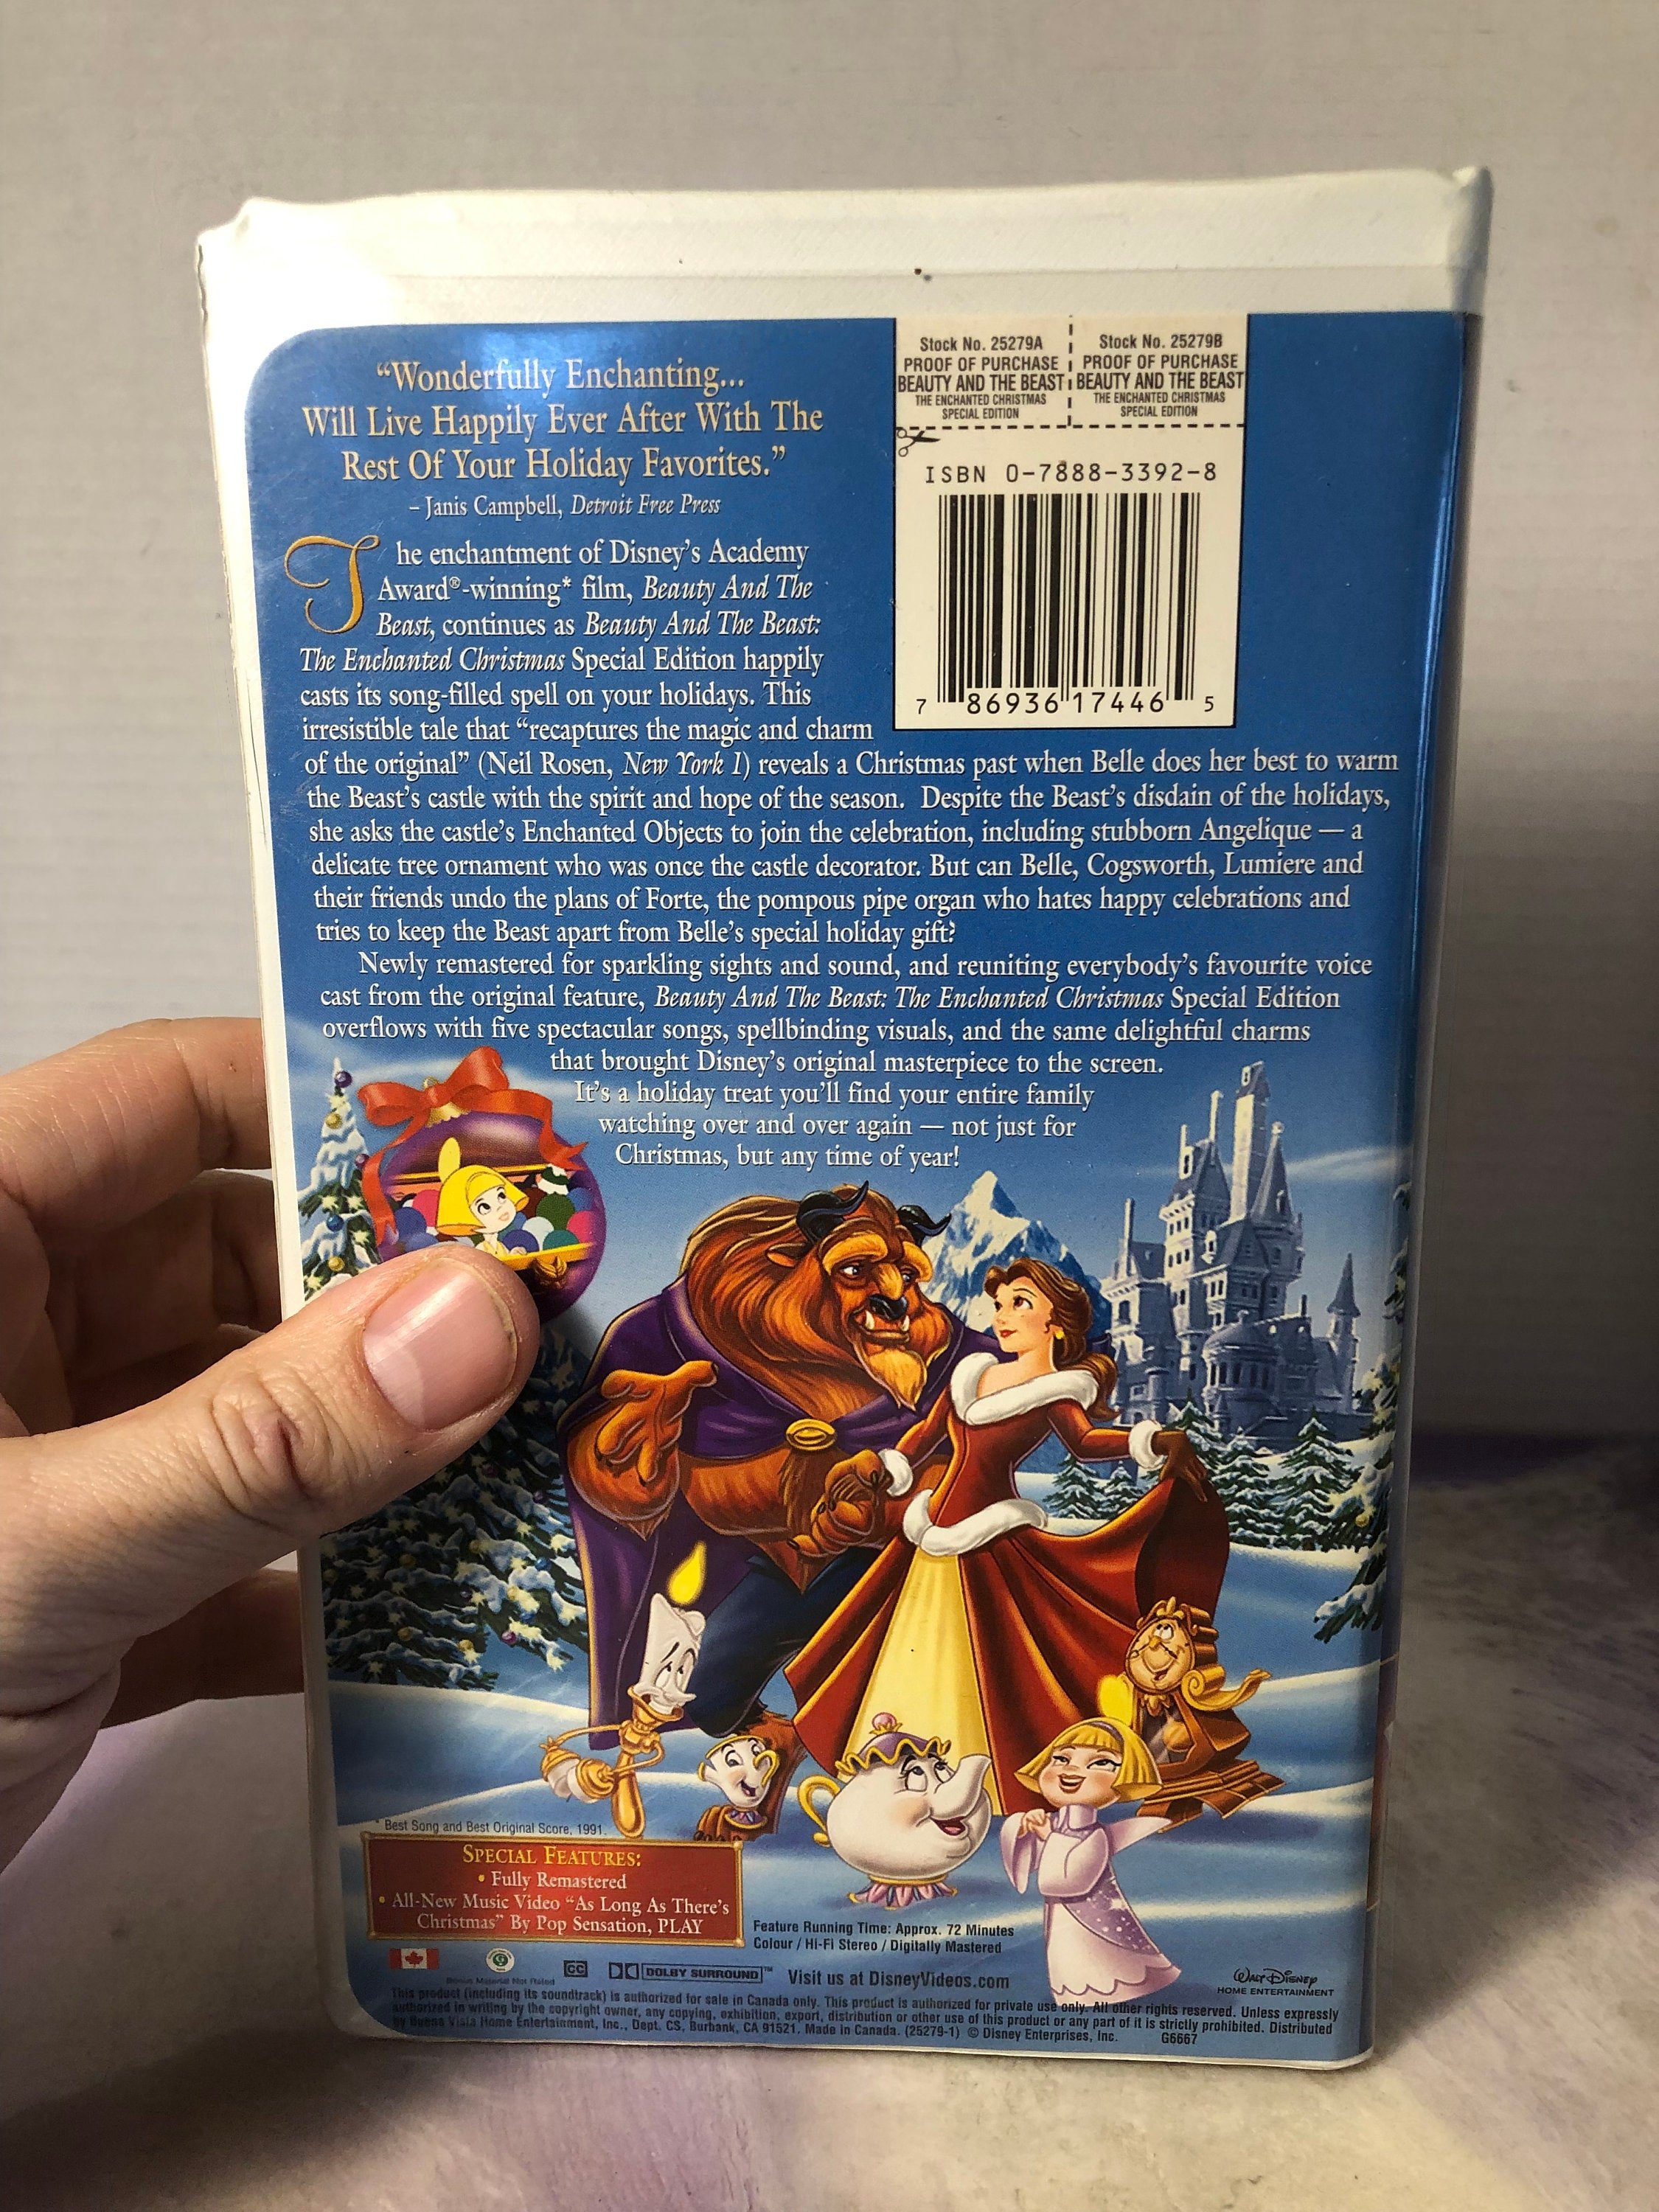 "Wonderfully Enchanting...
Will Live Happily Ever After With The
Rest Of Your Holiday Favorites."
– Janis Campbell, Detroit Free Press
Stock No. 25279A
PROOF OF PURCHASE
BEAUTY AND THE BEAST
THE ENCHANTED CHRISTMAS
SPECIAL EDITION
Stock No. 25279B
PROOF OF PURCHASE
BEAUTY AND THE BEAST
THE ENCHANTED CHRISTMAS
SPECIAL EDITION
ISBN 0-7888-3392-8
7 86936 17446 5
The enchantment of Disney's Academy
Award®-winning* film, Beauty And The
Beast, continues as Beauty And The Beast:
The Enchanted Christmas Special Edition happily
casts its song-filled spell on your holidays. This
irresistible tale that "recaptures the magic and charm
of the original" (Neil Rosen, New York 1) reveals a Christmas past when Belle does her best to warm
the Beast's castle with the spirit and hope of the season. Despite the Beast's disdain of the holidays,
she asks the castle's Enchanted Objects to join the celebration, including stubborn Angelique — a
delicate tree ornament who was once the castle decorator. But can Belle, Cogsworth, Lumiere and
their friends undo the plans of Forte, the pompous pipe organ who hates happy celebrations and
tries to keep the Beast apart from Belle's special holiday gift?
Newly remastered for sparkling sights and sound, and reuniting everybody's favourite voice
cast from the original feature, Beauty And The Beast: The Enchanted Christmas Special Edition
overflows with five spectacular songs, spellbinding visuals, and the same delightful charms
that brought Disney's original masterpiece to the screen.
It's a holiday treat you'll find your entire family
watching over and over again — not just for
Christmas, but any time of year!
* Best Song and Best Original Score, 1991.
SPECIAL FEATURES:
• Fully Remastered
• All-New Music Video "As Long As There's
Christmas" By Pop Sensation, PLAY
Feature Running Time: Approx. 72 Minutes
Colour / Hi-Fi Stereo / Digitally Mastered
Bonus Material Not Rated
CC
DOLBY SURROUND™
Visit us at DisneyVideos.com
Walt Disney
HOME ENTERTAINMENT
This product (including its soundtrack) is authorized for sale in Canada only. This product is authorized for private use only. All other rights reserved. Unless expressly
authorized in writing by the copyright owner, any copying, exhibition, export, distribution or other use of this product or any part of it is strictly prohibited. Distributed
by Buena Vista Home Entertainment, Inc., Dept. CS, Burbank, CA 91521. Made in Canada. (25279-1) © Disney Enterprises, Inc. G6667